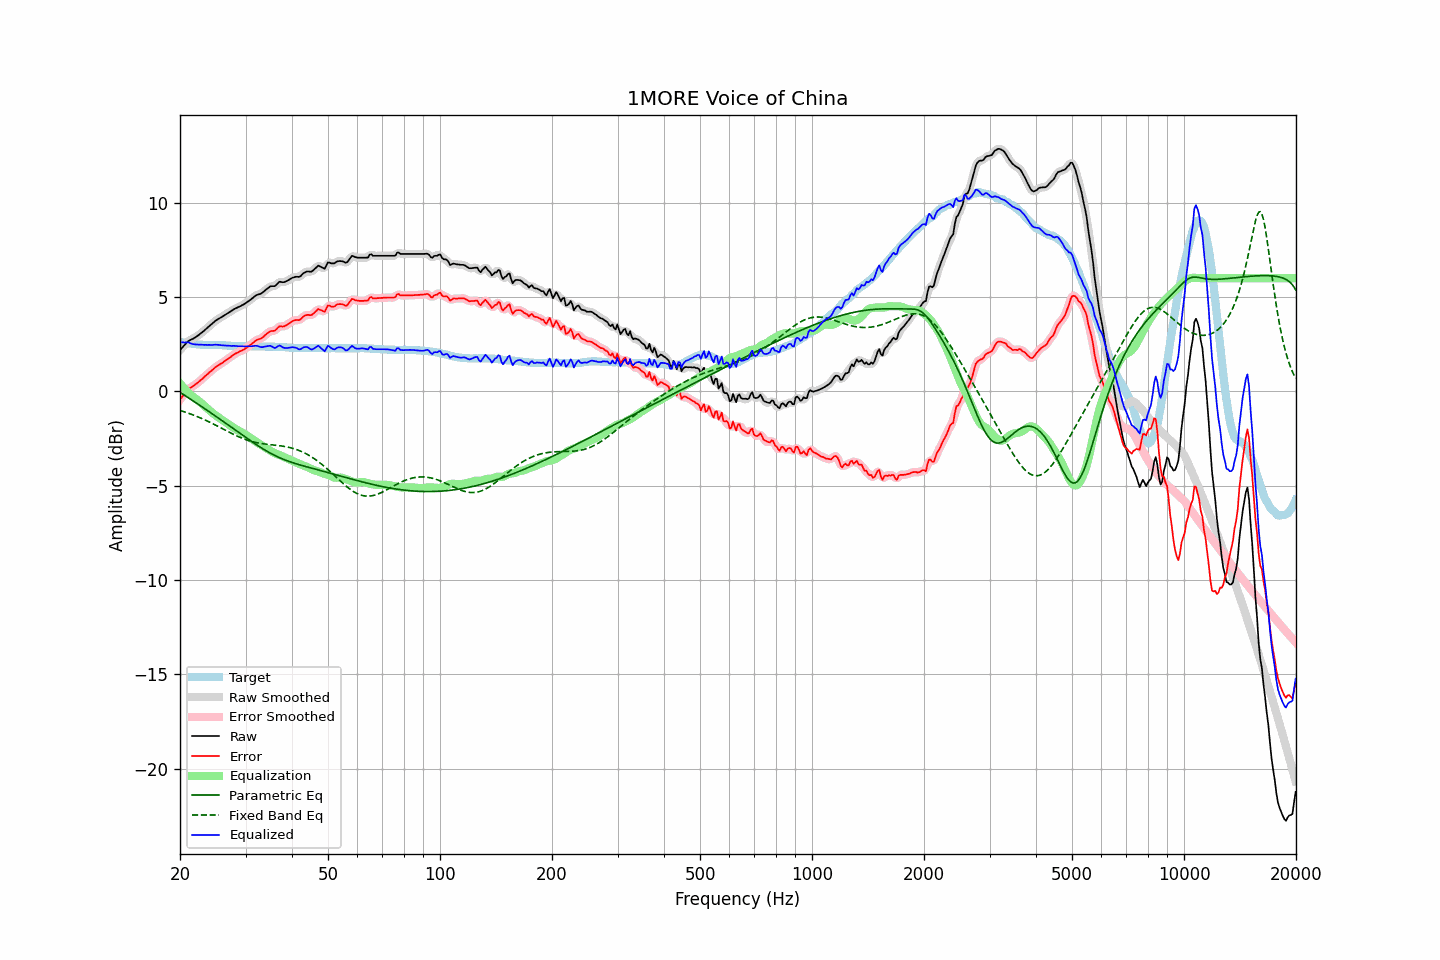 1MORE Voice of China
Amplitude (dBr)
10
5
0
−5
−10
−15
−20
Target
Raw Smoothed
Error Smoothed
Raw
Error
Equalization
Parametric Eq
Fixed Band Eq
Equalized
20 50 100 200 500 1000 2000 5000 10000 20000
Frequency (Hz)